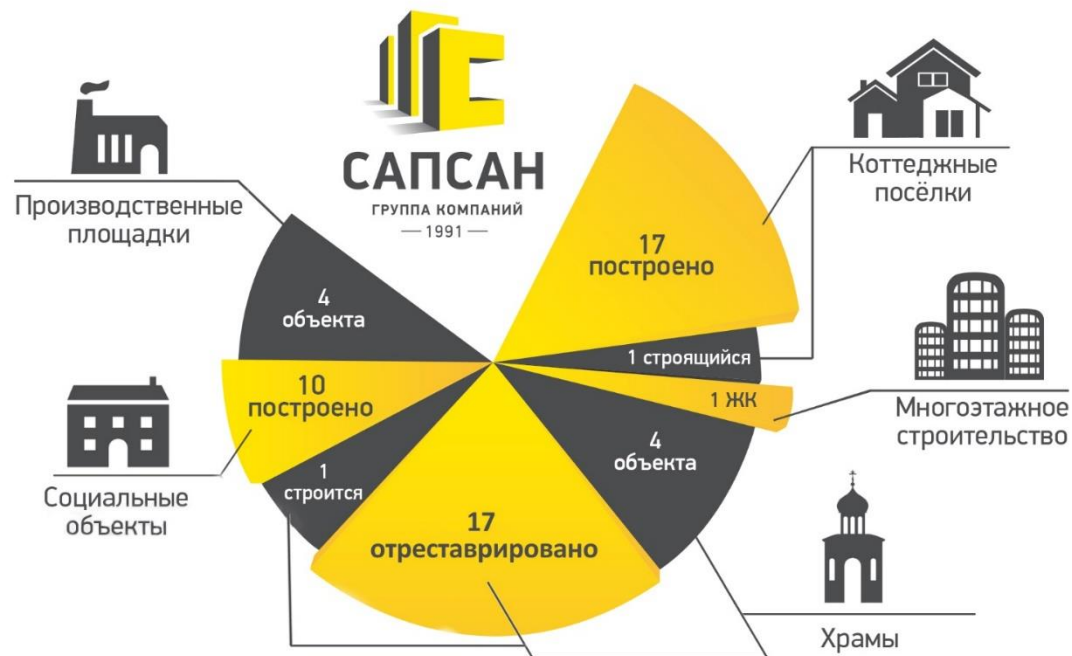 САПСАН
ГРУППА КОМПАНИЙ
— 1991 —
Производственные
площадки
4
объекта
Коттеджные
посёлки
17
построено
1 строящийся
1 ЖК
Многоэтажное
строительство
4
объекта
Храмы
17
отреставрировано
1
строится
10
построено
Социальные
объекты